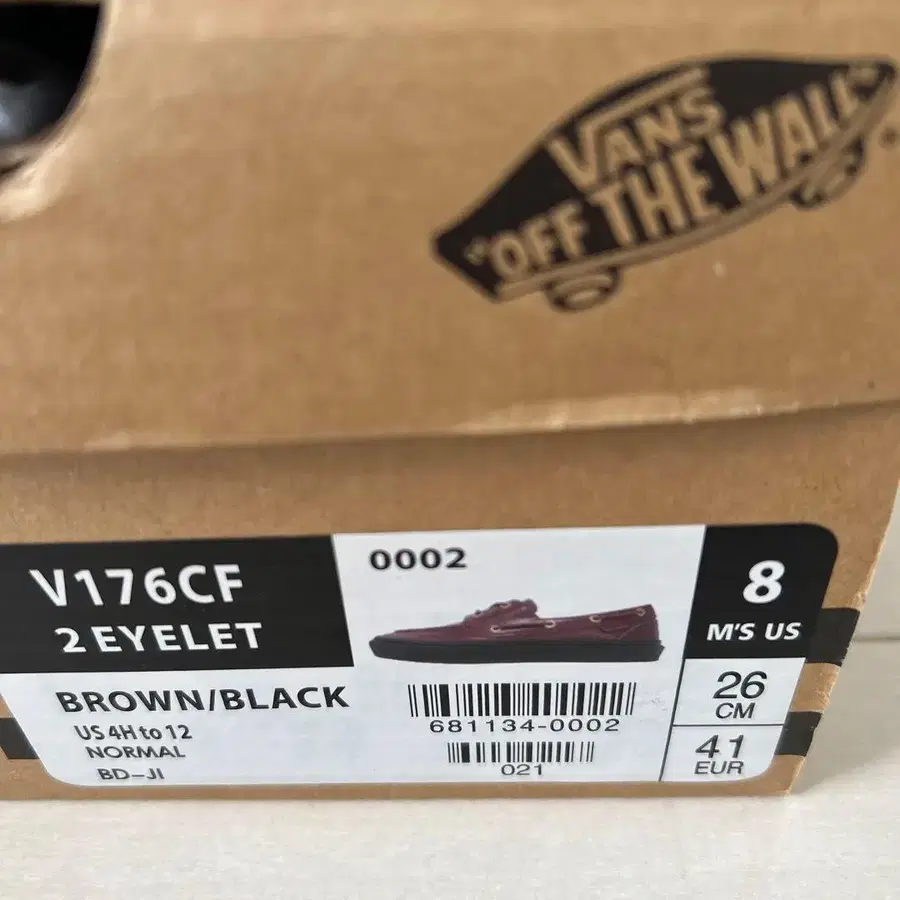 VANS
"OFF THE WALL"
V176CF
2 EYELET
BROWN/BLACK
US 4H to 12
NORMAL
BD-JI
0002
681134-0002
021
8
M'S US
26
CM
41
EUR